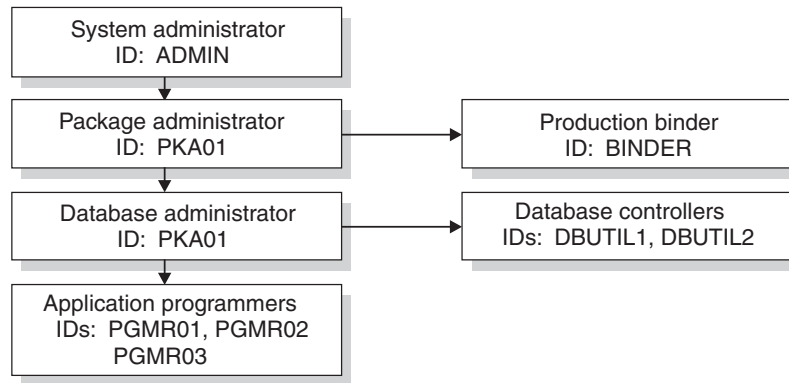 System administrator
ID: ADMIN
Package administrator
ID: PKA01
Production binder
ID: BINDER
Database administrator
ID: PKA01
Database controllers
IDs: DBUTIL1, DBUTIL2
Application programmers
IDs: PGMR01, PGMR02
PGMR03